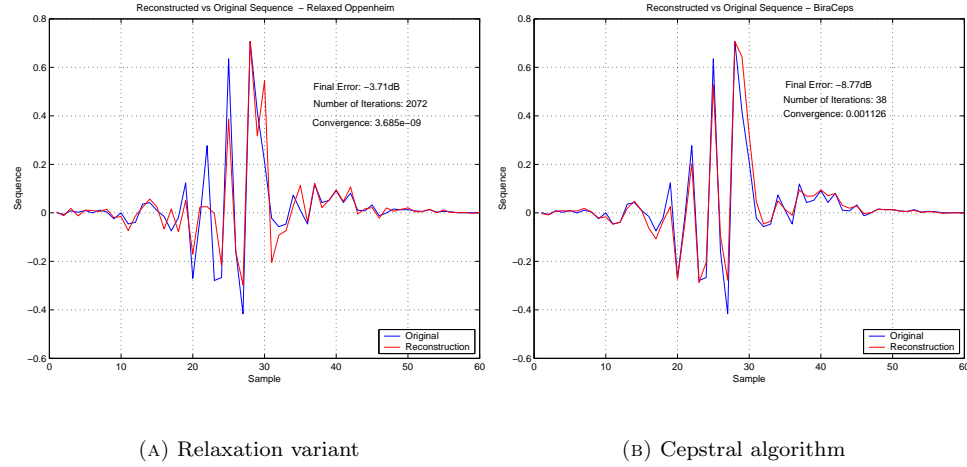 Reconstructed vs Original Sequence – Relaxed Oppenheim
0.8
0.6
0.4
0.2
0
−0.2
−0.4
−0.6
Sequence
Final Error: −3.71dB
Number of Iterations: 2072
Convergence: 3.685e−09
Original
Reconstruction
0 10 20 30 40 50 60
Sample
(A) Relaxation variant
Reconstructed vs Original Sequence – BiraCeps
0.8
0.6
0.4
0.2
0
−0.2
−0.4
−0.6
Sequence
Final Error: −8.77dB
Number of Iterations: 38
Convergence: 0.001126
Original
Reconstruction
0 10 20 30 40 50 60
Sample
(B) Cepstral algorithm